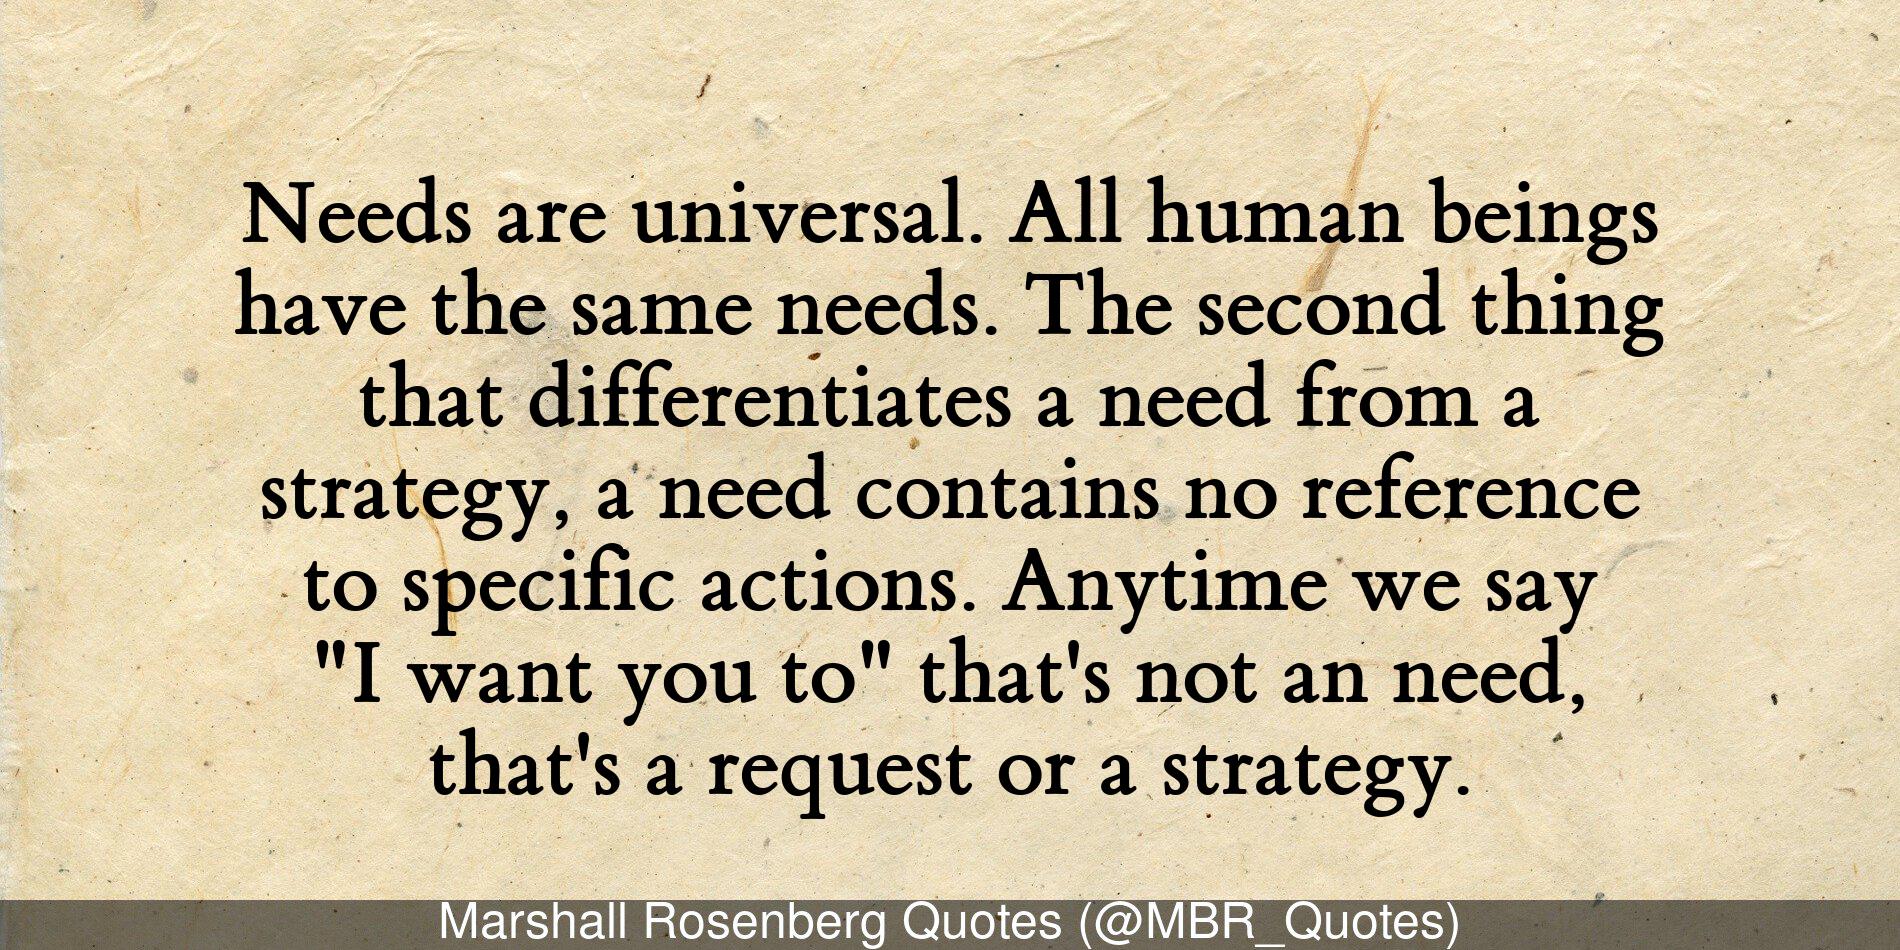 Needs are universal. All human beings
have the same needs. The second thing
that differentiates a need from a
strategy, a need contains no reference
to specific actions. Anytime we say
"I want you to" that's not an need,
that's a request or a strategy.
Marshall Rosenberg Quotes (@MBR_Quotes)